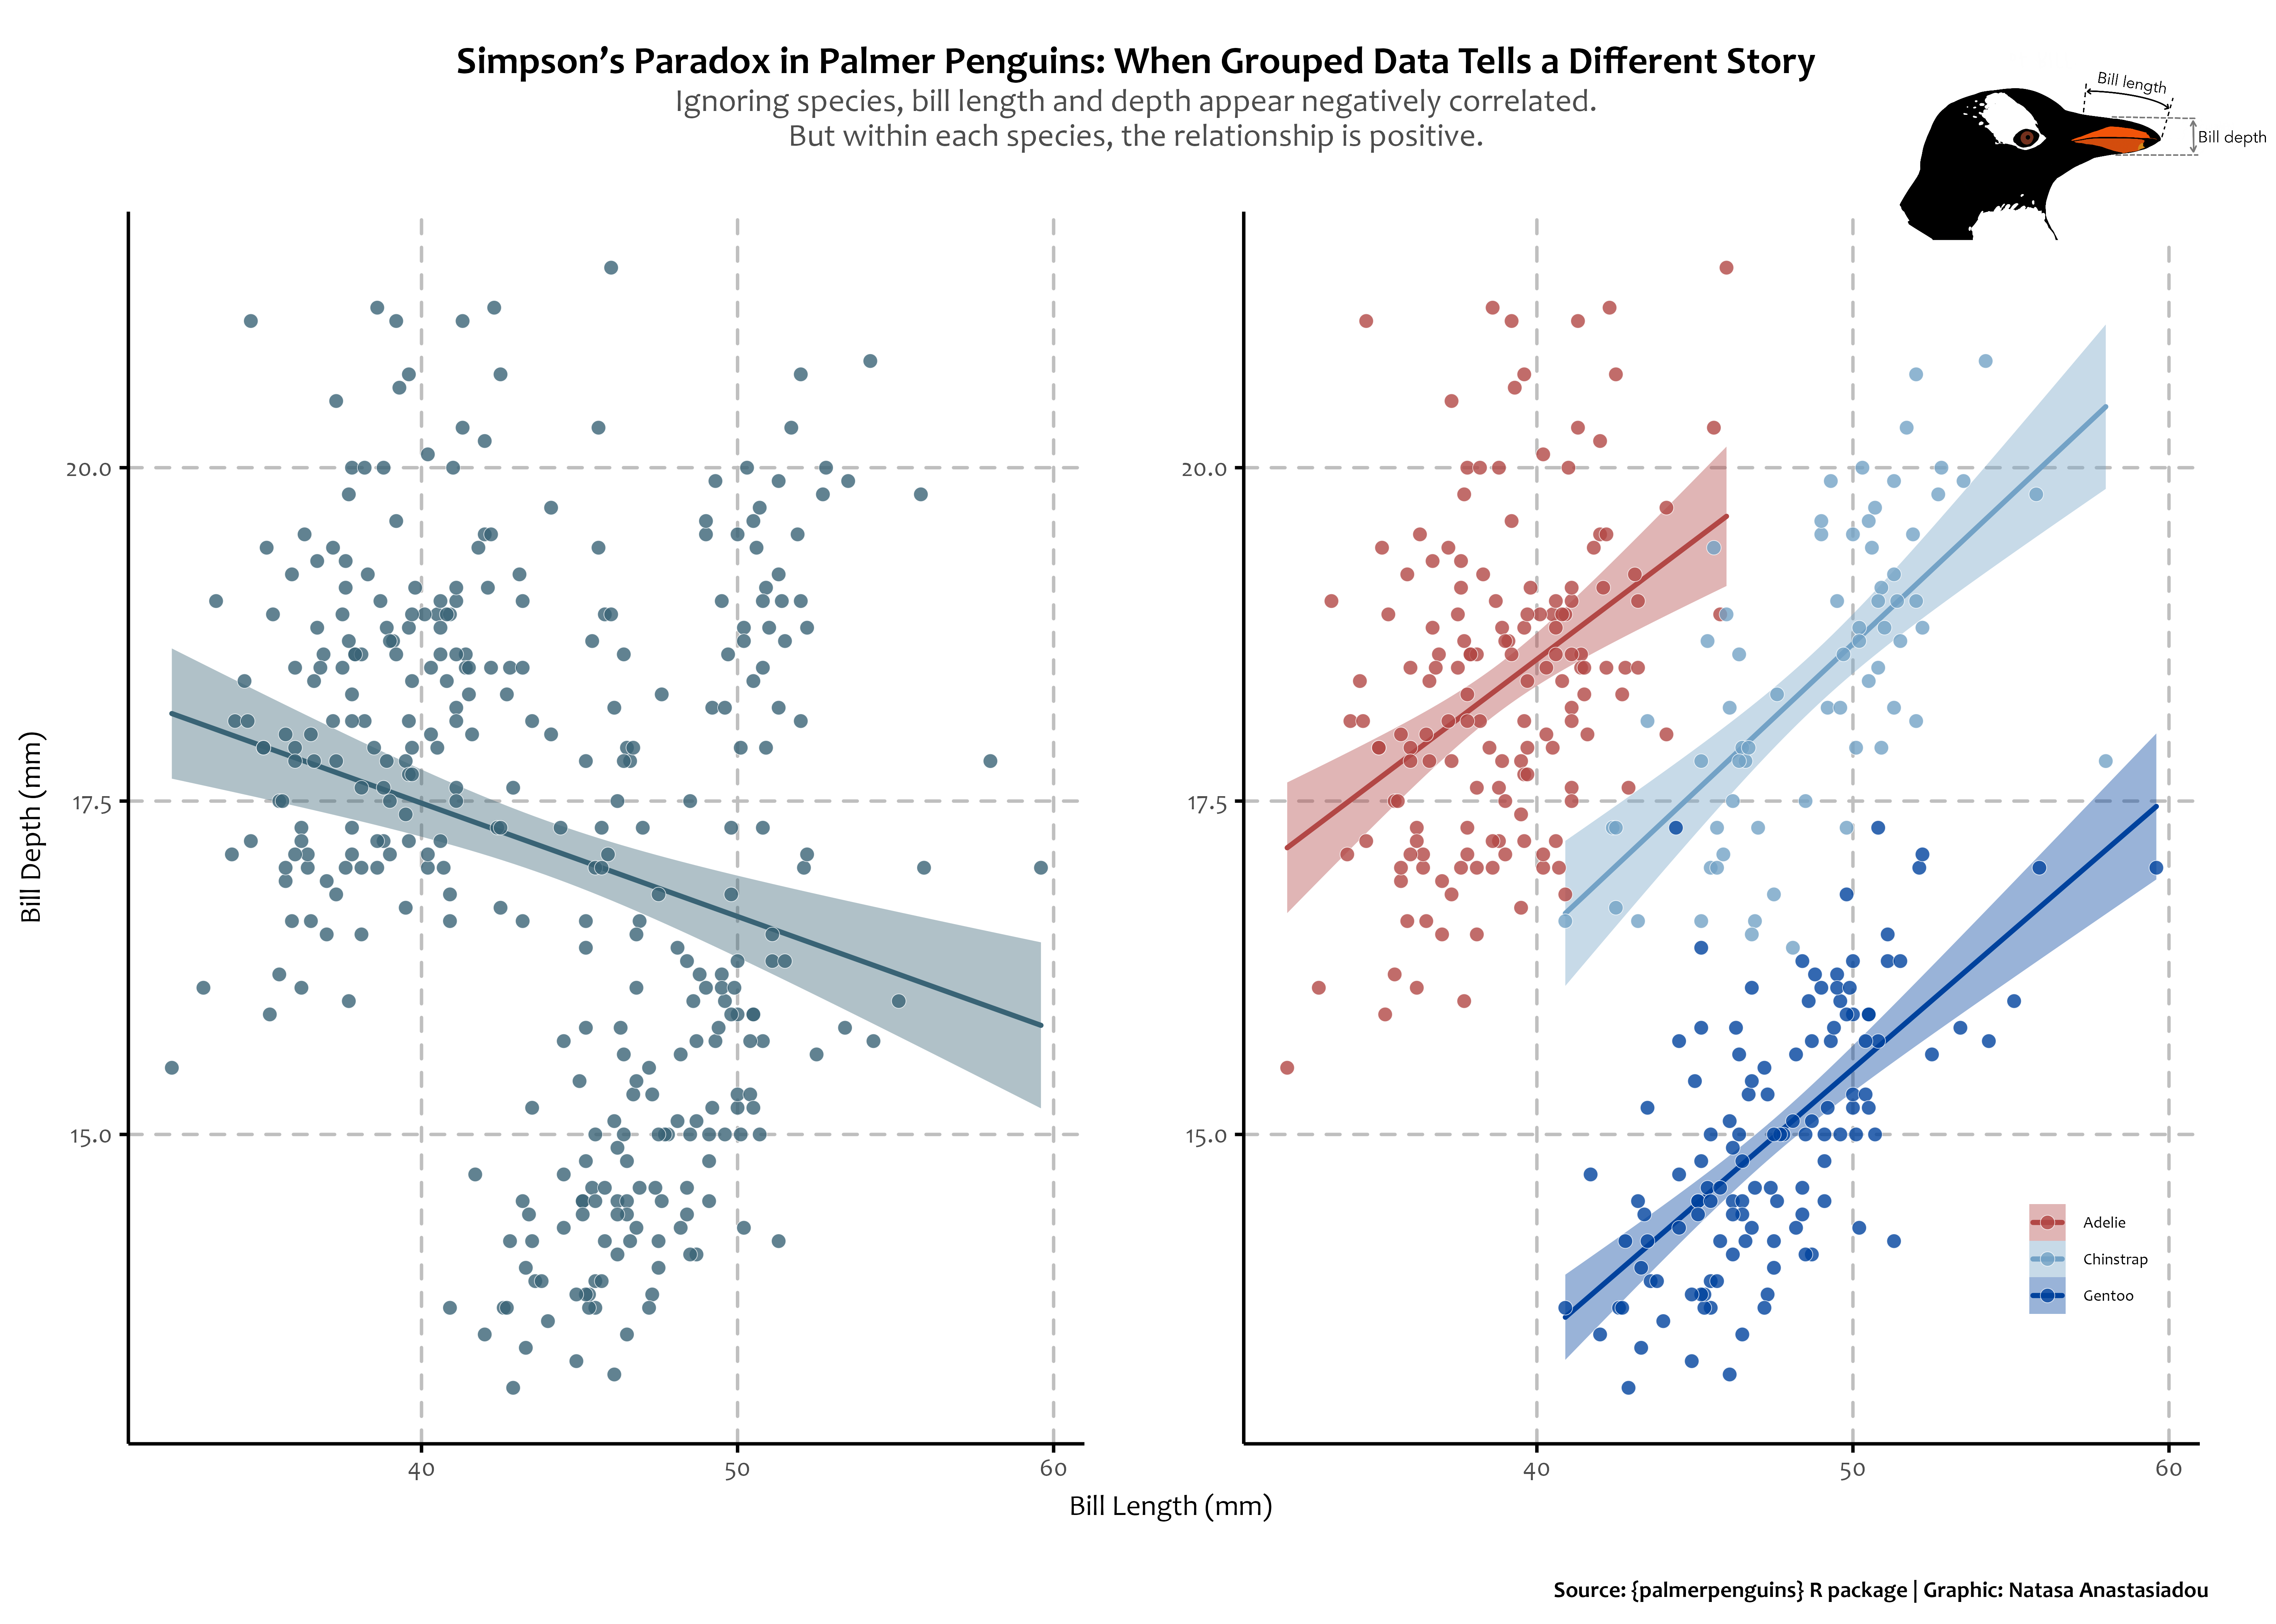 Simpson’s Paradox in Palmer Penguins: When Grouped Data Tells a Different Story
Ignoring species, bill length and depth appear negatively correlated.
But within each species, the relationship is positive.
Bill length
Bill depth
Bill Depth (mm)
20.0
17.5
15.0
40
50
60
20.0
17.5
15.0
40
50
60
Adelie
Chinstrap
Gentoo
Bill Length (mm)
Source: {palmerpenguins} R package | Graphic: Natasa Anastasiadou